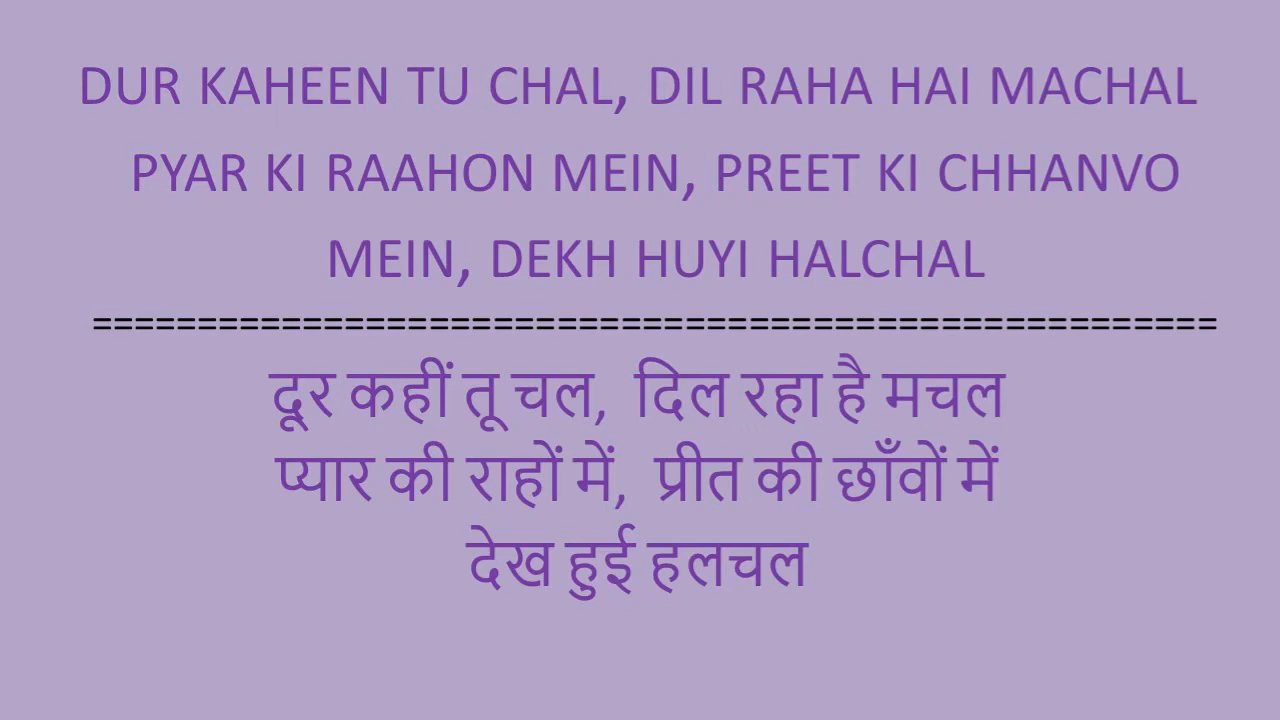 DUR KAHEEN TU CHAL, DIL RAHA HAI MACHAL
PYAR KI RAAHON MEIN, PREET KI CHHANVO
MEIN, DEKH HUYI HALCHAL
=====================================================
दूर कहीं तू चल, दिल रहा है मचल
प्यार की राहों में, प्रीत की छाँवों में
देख हुई हलचल